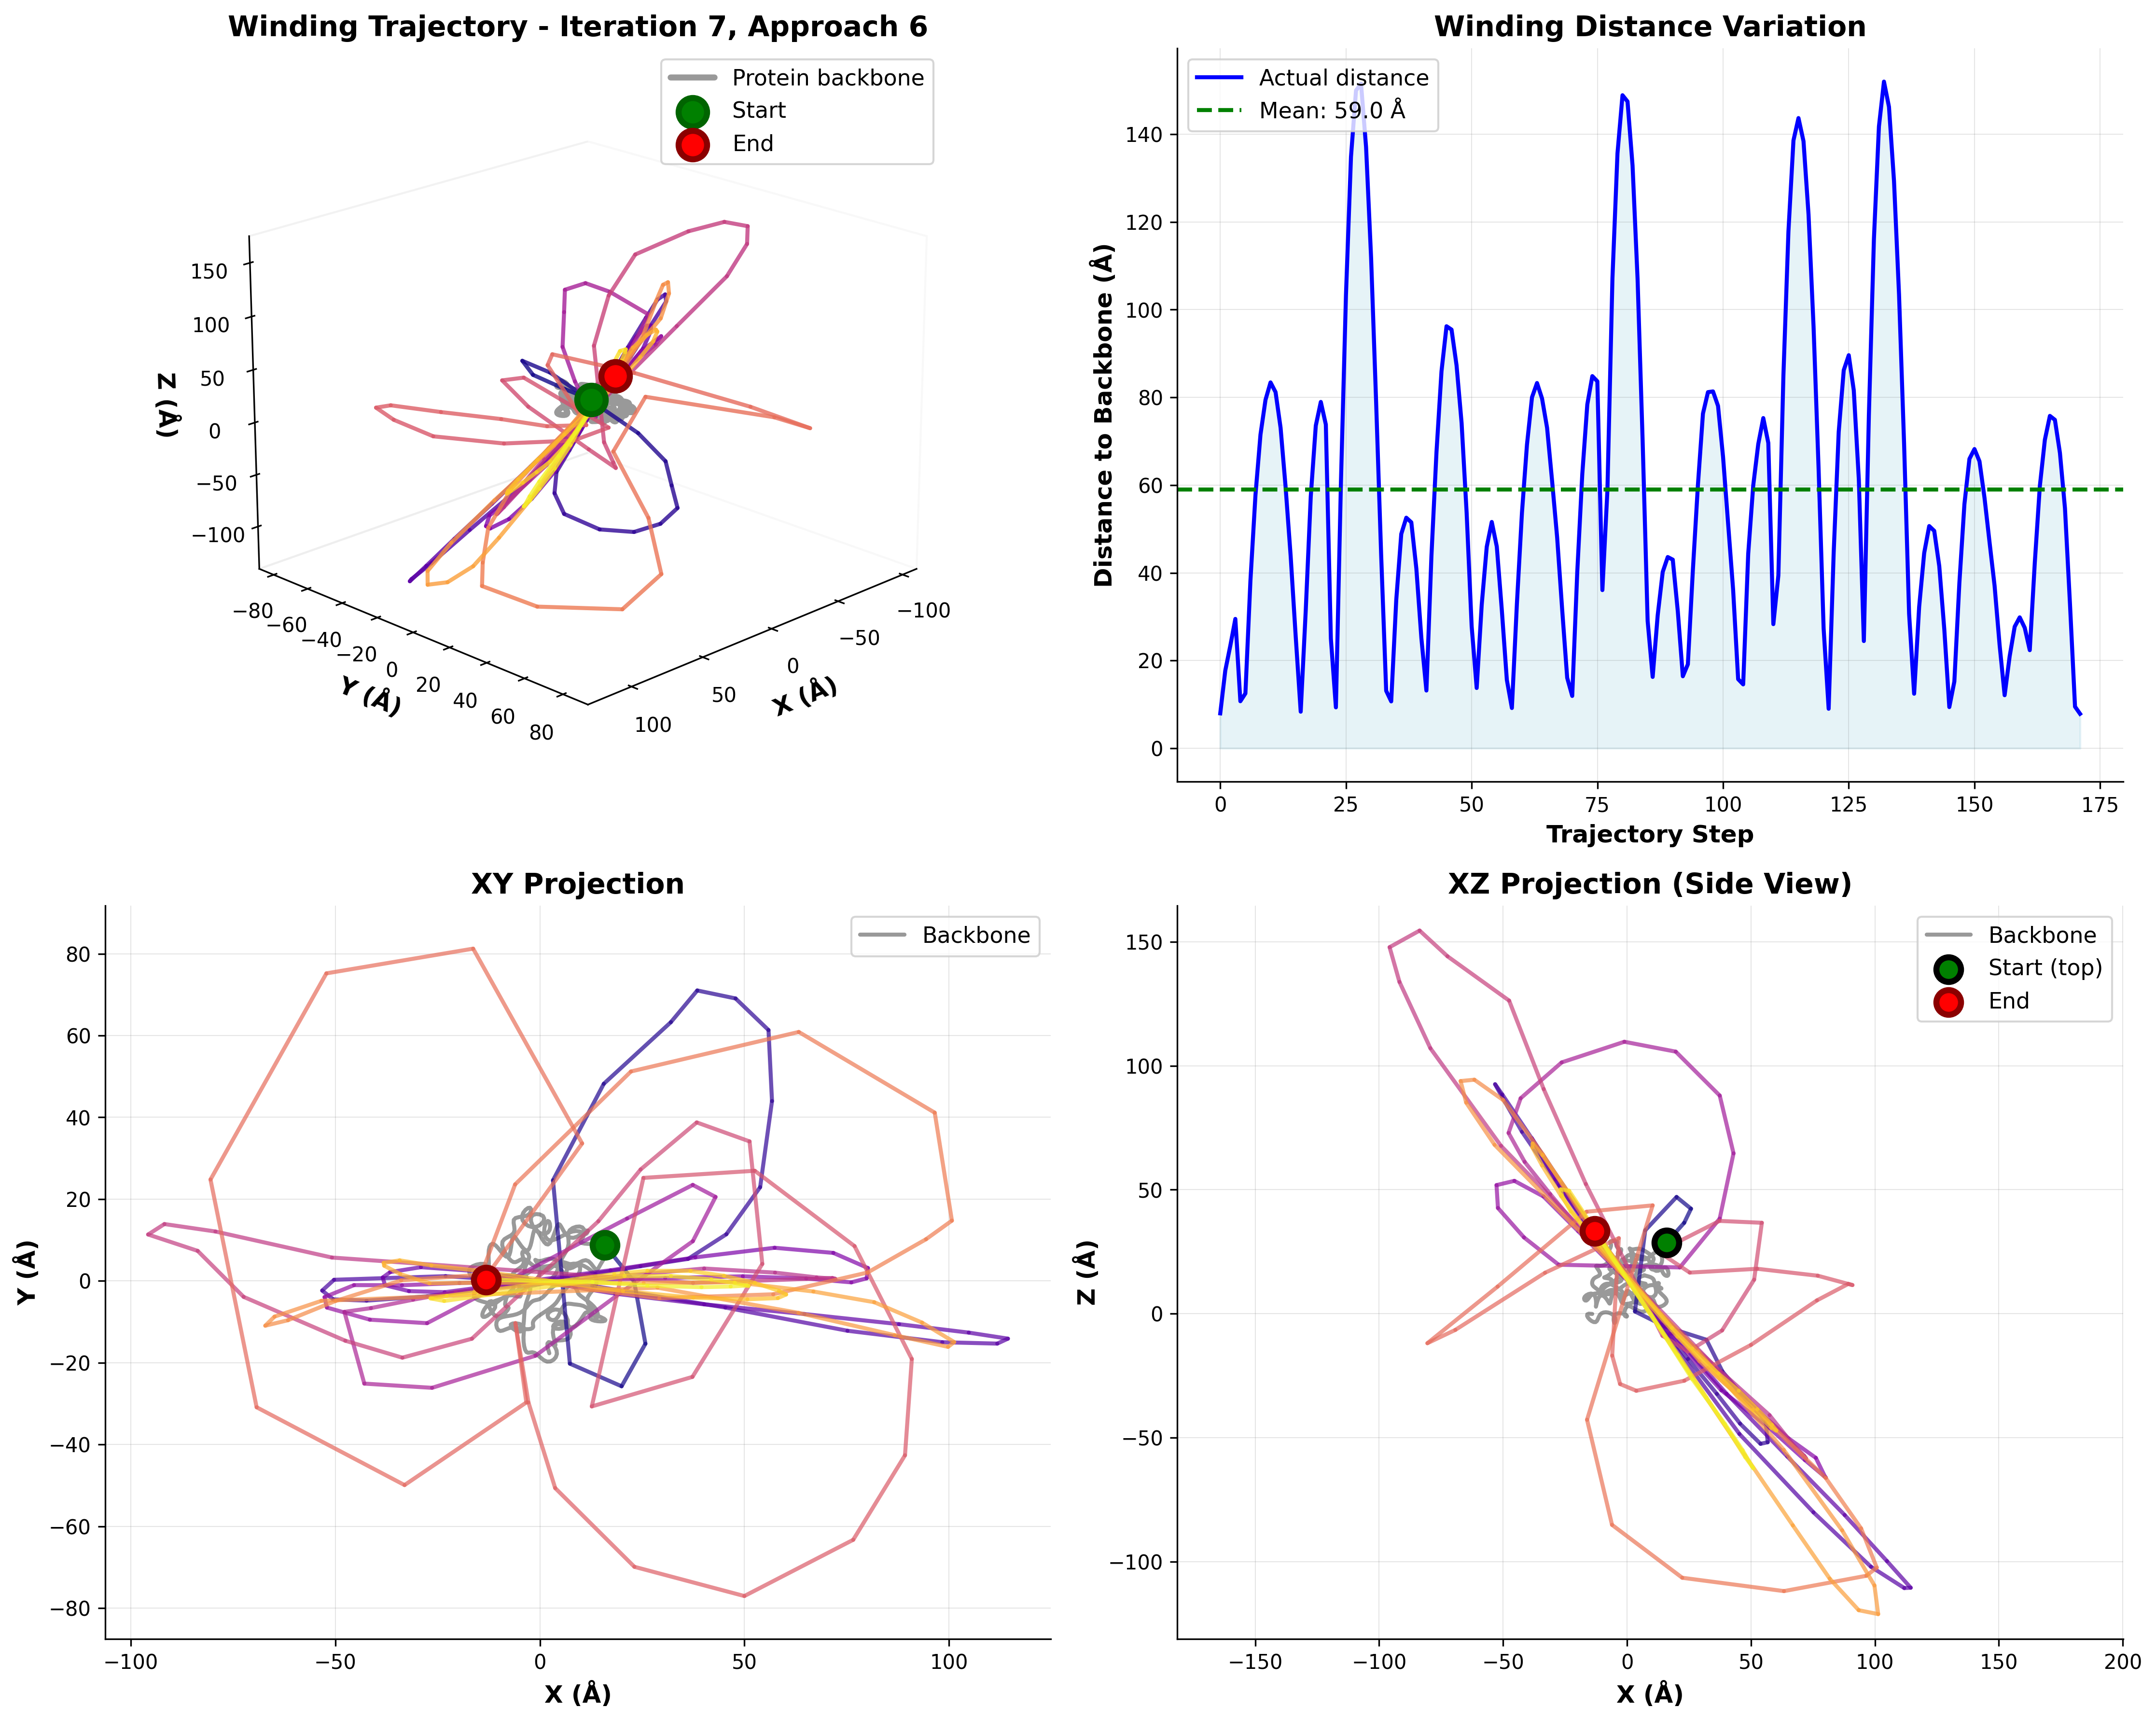 Winding Trajectory - Iteration 7, Approach 6
Protein backbone
Start
End
150
100
50
0
−50
−100
Z (Å)
−80
−60
−40
−20
0
20
40
60
80
Y (Å)
−100
−50
0
50
100
X (Å)
Winding Distance Variation
Actual distance
Mean: 59.0 Å
140
120
100
80
60
40
20
0
Distance to Backbone (Å)
0 25 50 75 100 125 150 175
Trajectory Step
XY Projection
Backbone
80
60
40
20
0
−20
−40
−60
−80
Y (Å)
−100 −50 0 50 100
X (Å)
XZ Projection (Side View)
Backbone
Start (top)
End
150
100
50
0
−50
−100
Z (Å)
−150 −100 −50 0 50 100 150 200
X (Å)